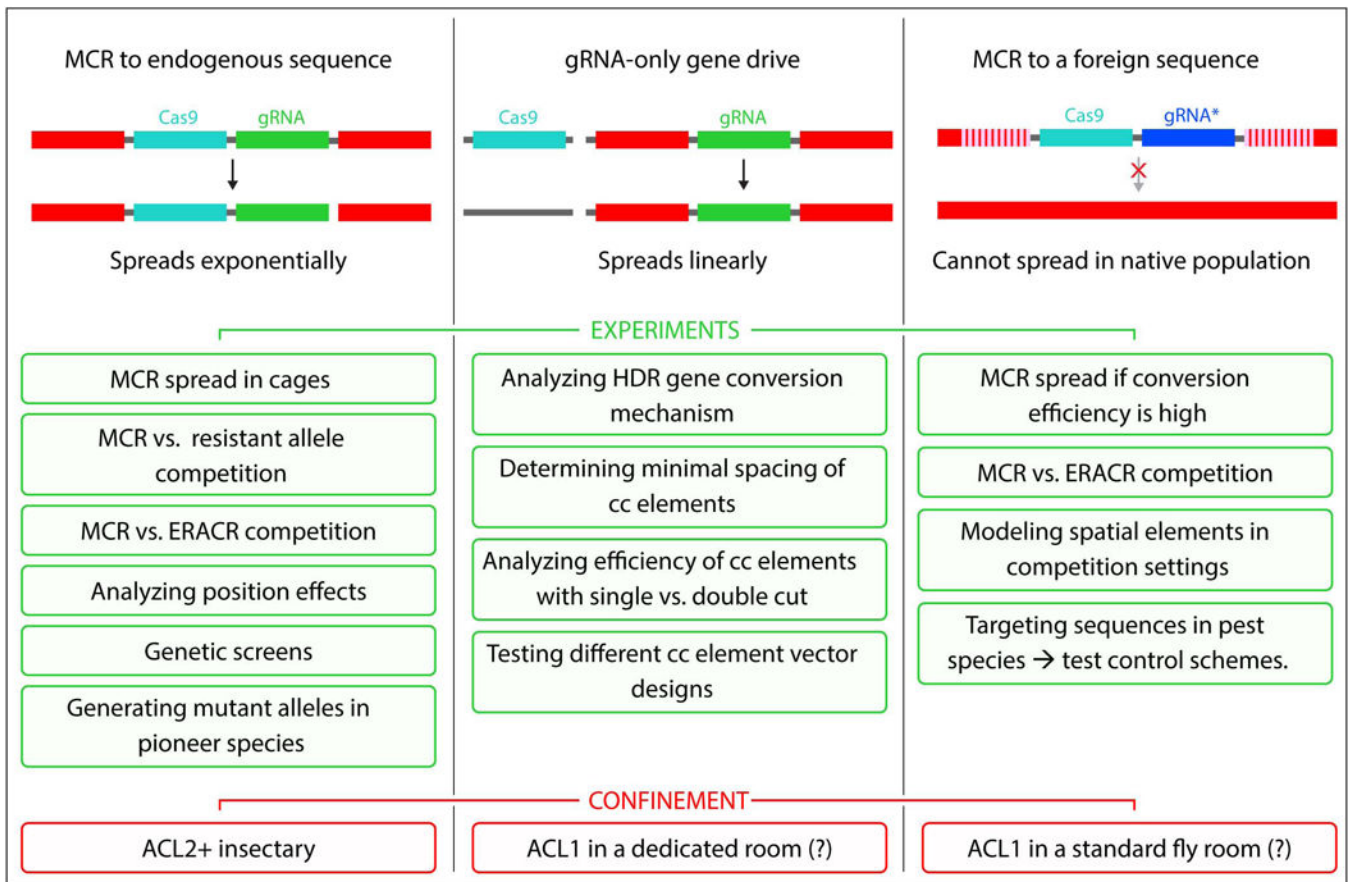 MCR to endogenous sequence
Cas9 gRNA
Spreads exponentially
gRNA-only gene drive
Cas9 gRNA
Spreads linearly
MCR to a foreign sequence
Cas9 gRNA*
Cannot spread in native population
EXPERIMENTS
MCR spread in cages
MCR vs. resistant allele
competition
MCR vs. ERACR competition
Analyzing position effects
Genetic screens
Generating mutant alleles in
pioneer species
Analyzing HDR gene conversion
mechanism
Determining minimal spacing of
cc elements
Analyzing efficiency of cc elements
with single vs. double cut
Testing different cc element vector
designs
MCR spread if conversion
efficiency is high
MCR vs. ERACR competition
Modeling spatial elements in
competition settings
Targeting sequences in pest
species → test control schemes.
CONFINEMENT
ACL2+ insectary
ACL1 in a dedicated room (?)
ACL1 in a standard fly room (?)